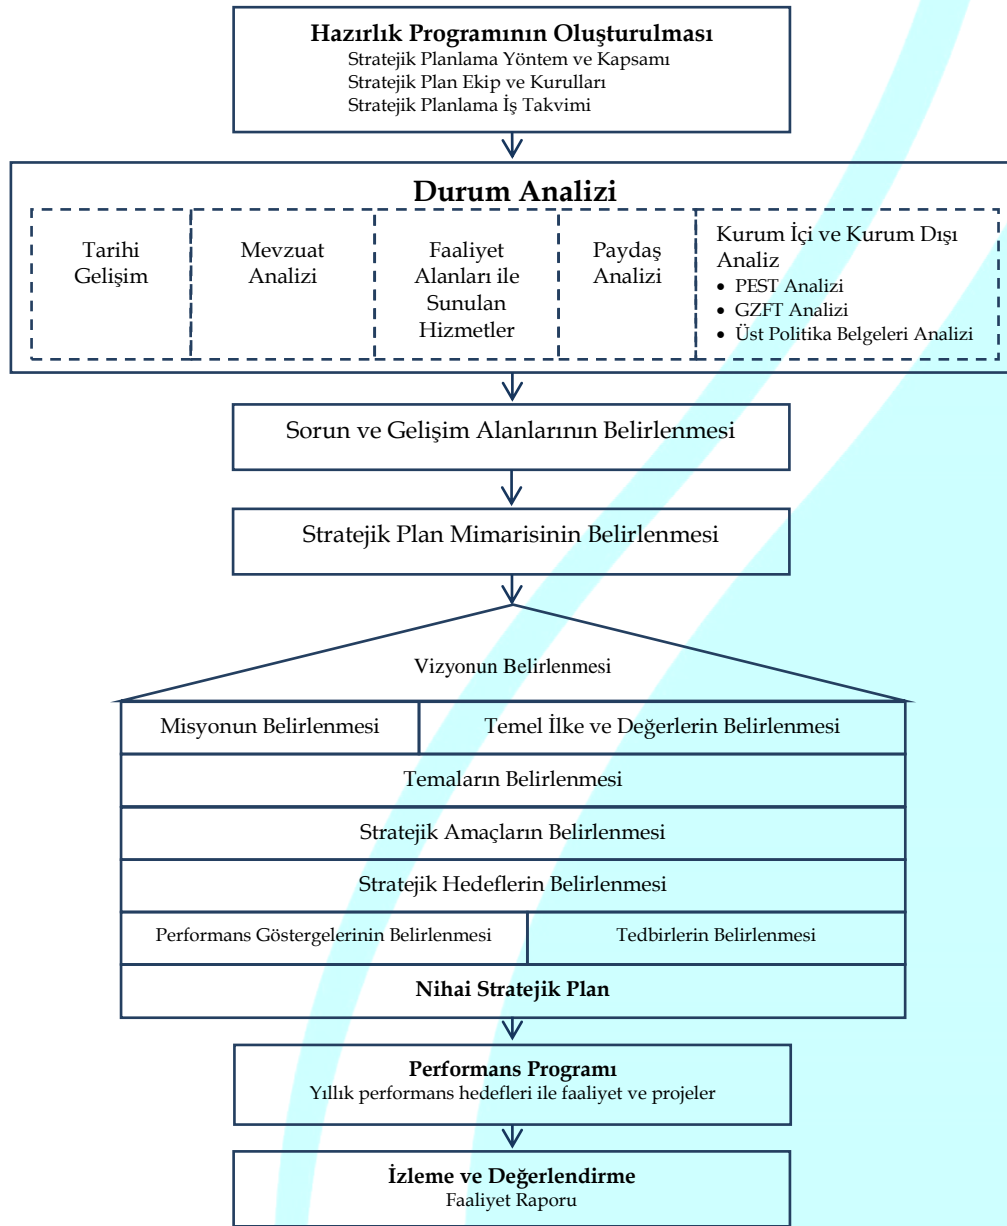 Hazırlık Programının Oluşturulması
Stratejik Planlama Yöntem ve Kapsamı
Stratejik Plan Ekip ve Kurulları
Stratejik Planlama İş Takvimi
Durum Analizi
Tarihi
Gelişim
Mevzuat
Analizi
Faaliyet
Alanları ile
Sunulan
Hizmetler
Paydaş
Analizi
Kurum İçi ve Kurum Dışı
Analiz
• PEST Analizi
• GZFT Analizi
• Üst Politika Belgeleri Analizi
Sorun ve Gelişim Alanlarının Belirlenmesi
Stratejik Plan Mimarisinin Belirlenmesi
Vizyonun Belirlenmesi
Misyonun Belirlenmesi
Temel İlke ve Değerlerin Belirlenmesi
Temaların Belirlenmesi
Stratejik Amaçların Belirlenmesi
Stratejik Hedeflerin Belirlenmesi
Performans Göstergelerinin Belirlenmesi
Tedbirlerin Belirlenmesi
Nihai Stratejik Plan
Performans Programı
Yıllık performans hedefleri ile faaliyet ve projeler
İzleme ve Değerlendirme
Faaliyet Raporu